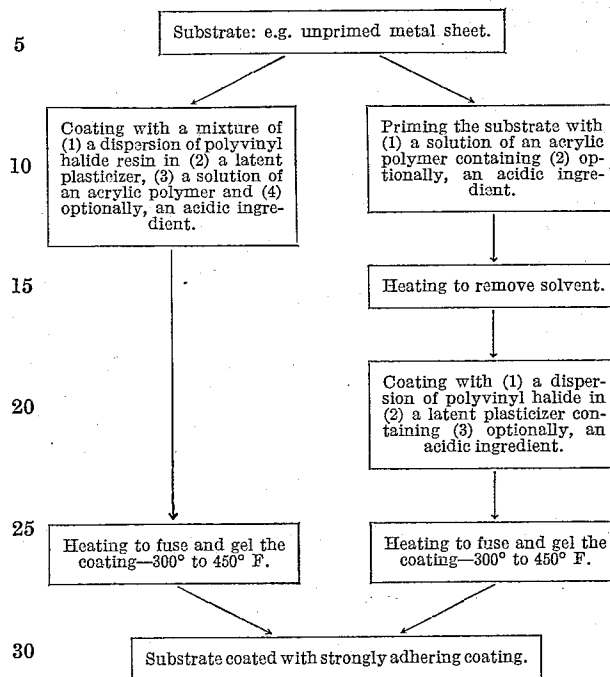 5
Substrate: e.g. unprimed metal sheet.
Coating with a mixture of
(1) a dispersion of polyvinyl
halide resin in (2) a latent
plasticizer, (3) a solution of
an acrylic polymer and (4)
optionally, an acidic ingre-
dient.
Priming the substrate with
(1) a solution of an acrylic
polymer containing (2) op-
tionally, an acidic ingre-
dient.
10
15
Heating to remove solvent.
20
Coating with (1) a disper-
sion of polyvinyl halide in
(2) a latent plasticizer con-
taining (3) optionally, an
acidic ingredient.
25
Heating to fuse and gel the
coating—300° to 450° F.
Heating to fuse and gel the
coating—300° to 450° F.
30
Substrate coated with strongly adhering coating.